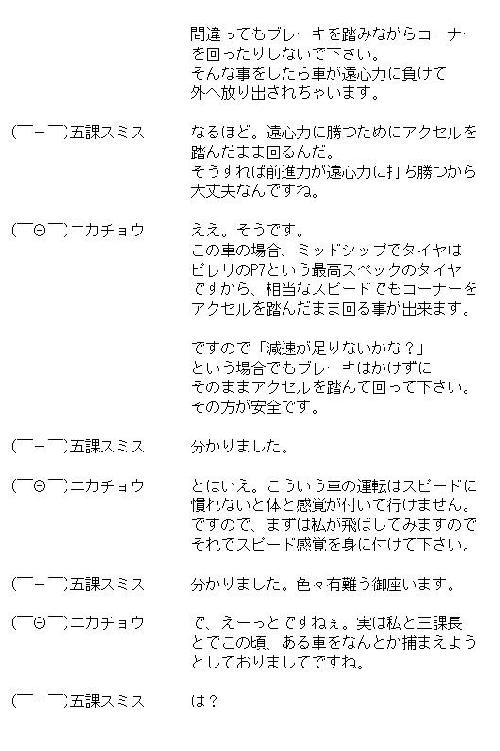 間違ってもブレーキを踏みながらコーナー
を回ったりしないで下さい。
そんな事をしたら車が遠心力に負けて
外へ放り出されちゃいます。
(￣－￣)五課スミス　なるほど。遠心力に勝つためにアクセルを
踏んだまま回るんだ。
そうすれば前進力が遠心力に打ち勝つから
大丈夫なんですね。
(￣Θ￣)ニカチョウ　ええ。そうです。
この車の場合、ミッドシップでタイヤは
ピレリのP7という最高スペックのタイヤ
ですから、相当なスピードでもコーナーを
アクセルを踏んだまま回る事が出来ます。
ですので「減速が足りないかな？」
という場合でもブレーキはかけずに
そのままアクセルを踏んで回って下さい。
その方が安全です。
(￣－￣)五課スミス　分かりました。
(￣Θ￣)ニカチョウ　とはいえ。こういう車の運転はスピードに
慣れないと体と感覚が付いて行けません。
ですので、まずは私が飛ばしてみますので
それでスピード感覚を身に付けて下さい。
(￣－￣)五課スミス　分かりました。色々有難う御座います。
(￣Θ￣)ニカチョウ　で、えーっとですねぇ。実は私と三課長
とでこの頃、ある車をなんとか捕まえよう
としておりましてですね。
(￣　￣)五課スミス　は？